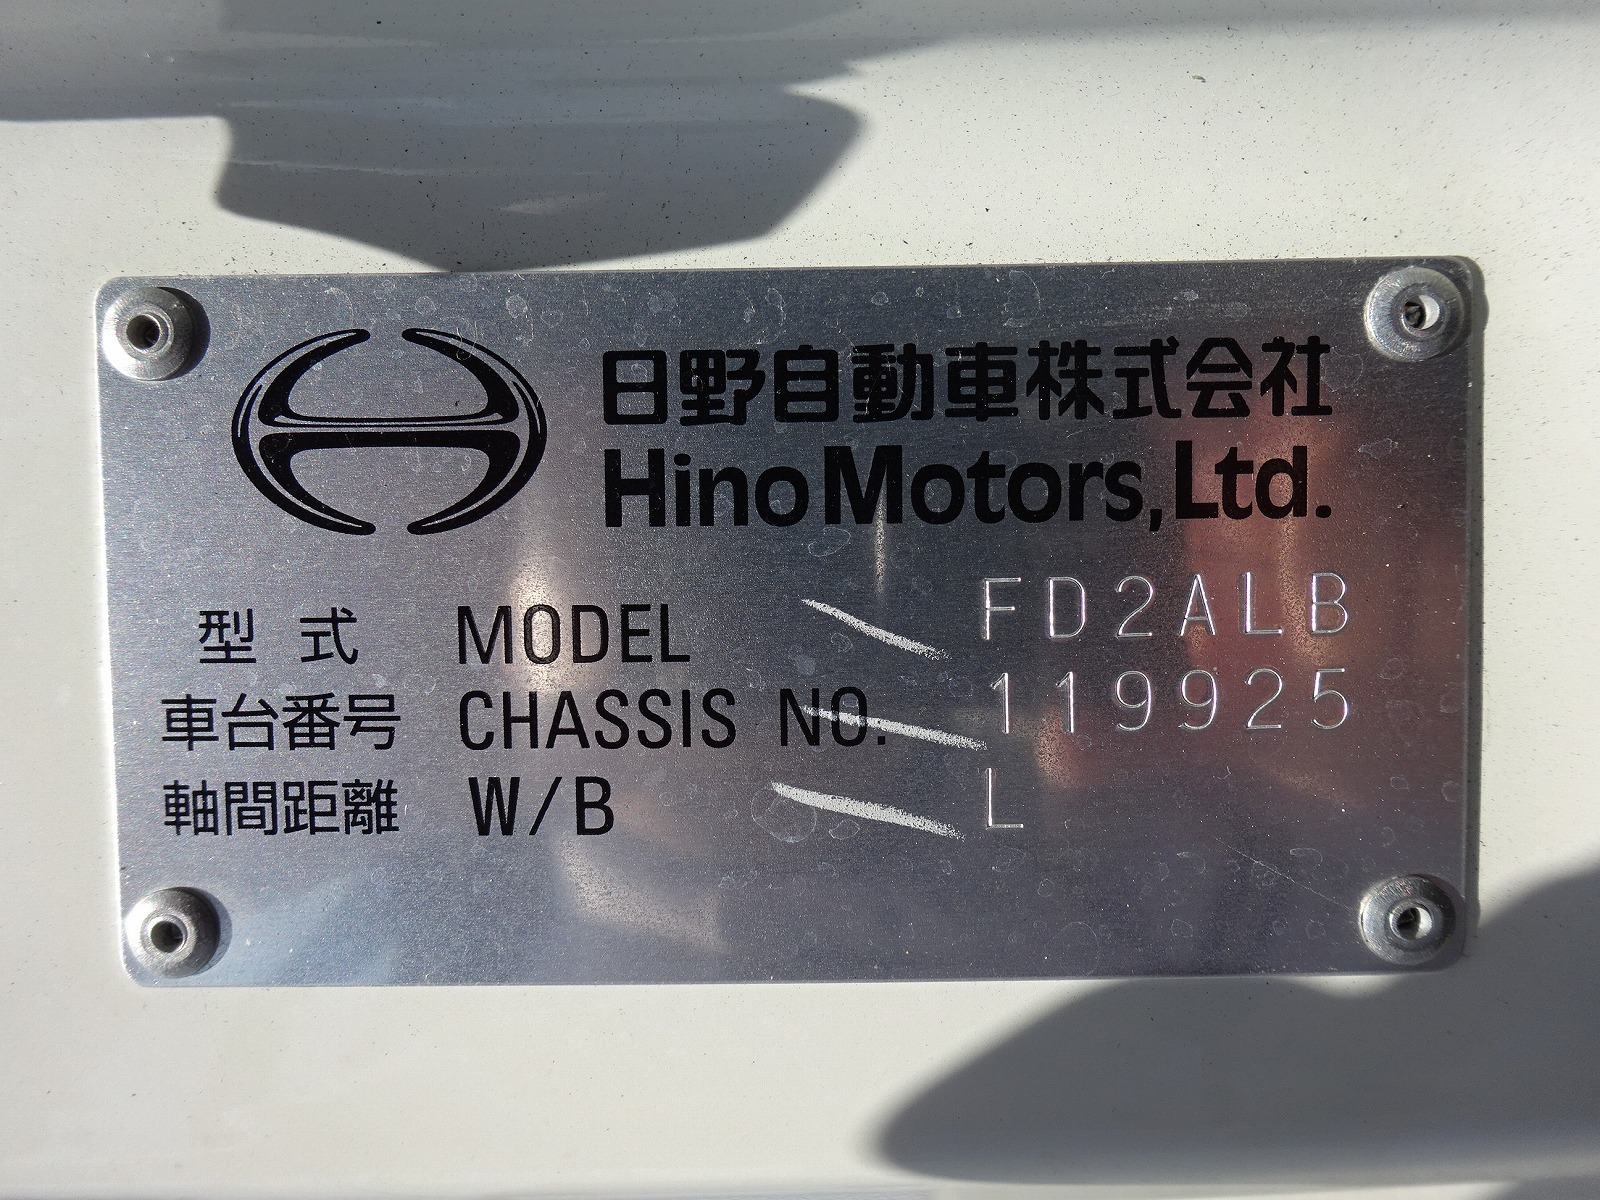 日野自動車株式会社
Hino Motors, Ltd.
型式 MODEL FD2ALB
車台番号 CHASSIS NO. 119925
軸間距離 W/B L